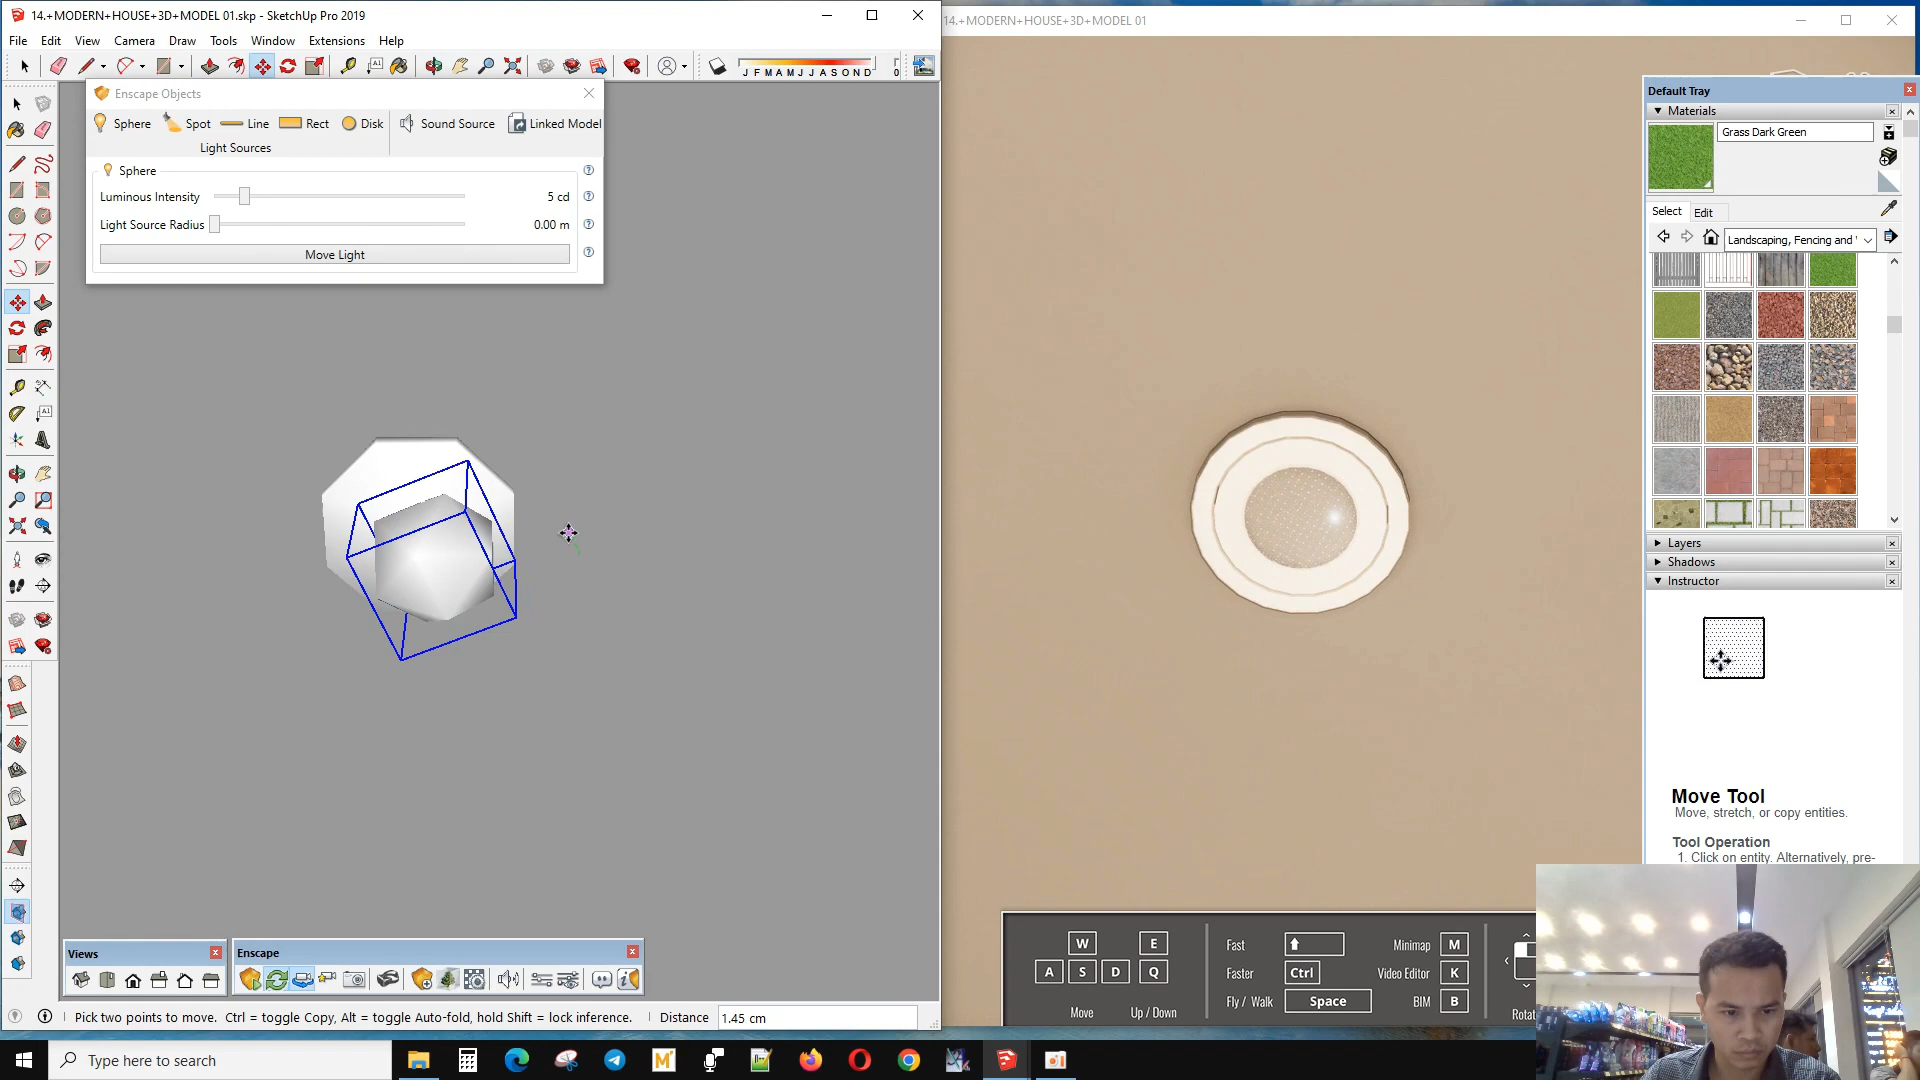 14.+MODERN+HOUSE+3D+MODEL 01.skp - SketchUp Pro 2019
14.+MODERN+HOUSE+3D+MODEL 01
File Edit View Camera Draw Tools Window Extensions Help
J F M A M J J A S O N D
Enscape Objects
Sphere Spot Line Rect Disk Sound Source Linked Model
Light Sources
Sphere
Luminous Intensity 5 cd
Light Source Radius 0.00 m
Move Light
Default Tray
Materials
Grass Dark Green
Select Edit
Landscaping, Fencing and
Layers
Shadows
Instructor
Move Tool
Move, stretch, or copy entities.
Tool Operation
1. Click on entity. Alternatively, pre-
Views
Enscape
W E
A S D Q
Move Up / Down
Fast
Faster Ctrl
Fly / Walk Space
Minimap M
Video Editor K
BIM B
Pick two points to move. Ctrl = toggle Copy, Alt = toggle Auto-fold, hold Shift = lock inference. Distance 1.45 cm
Type here to search